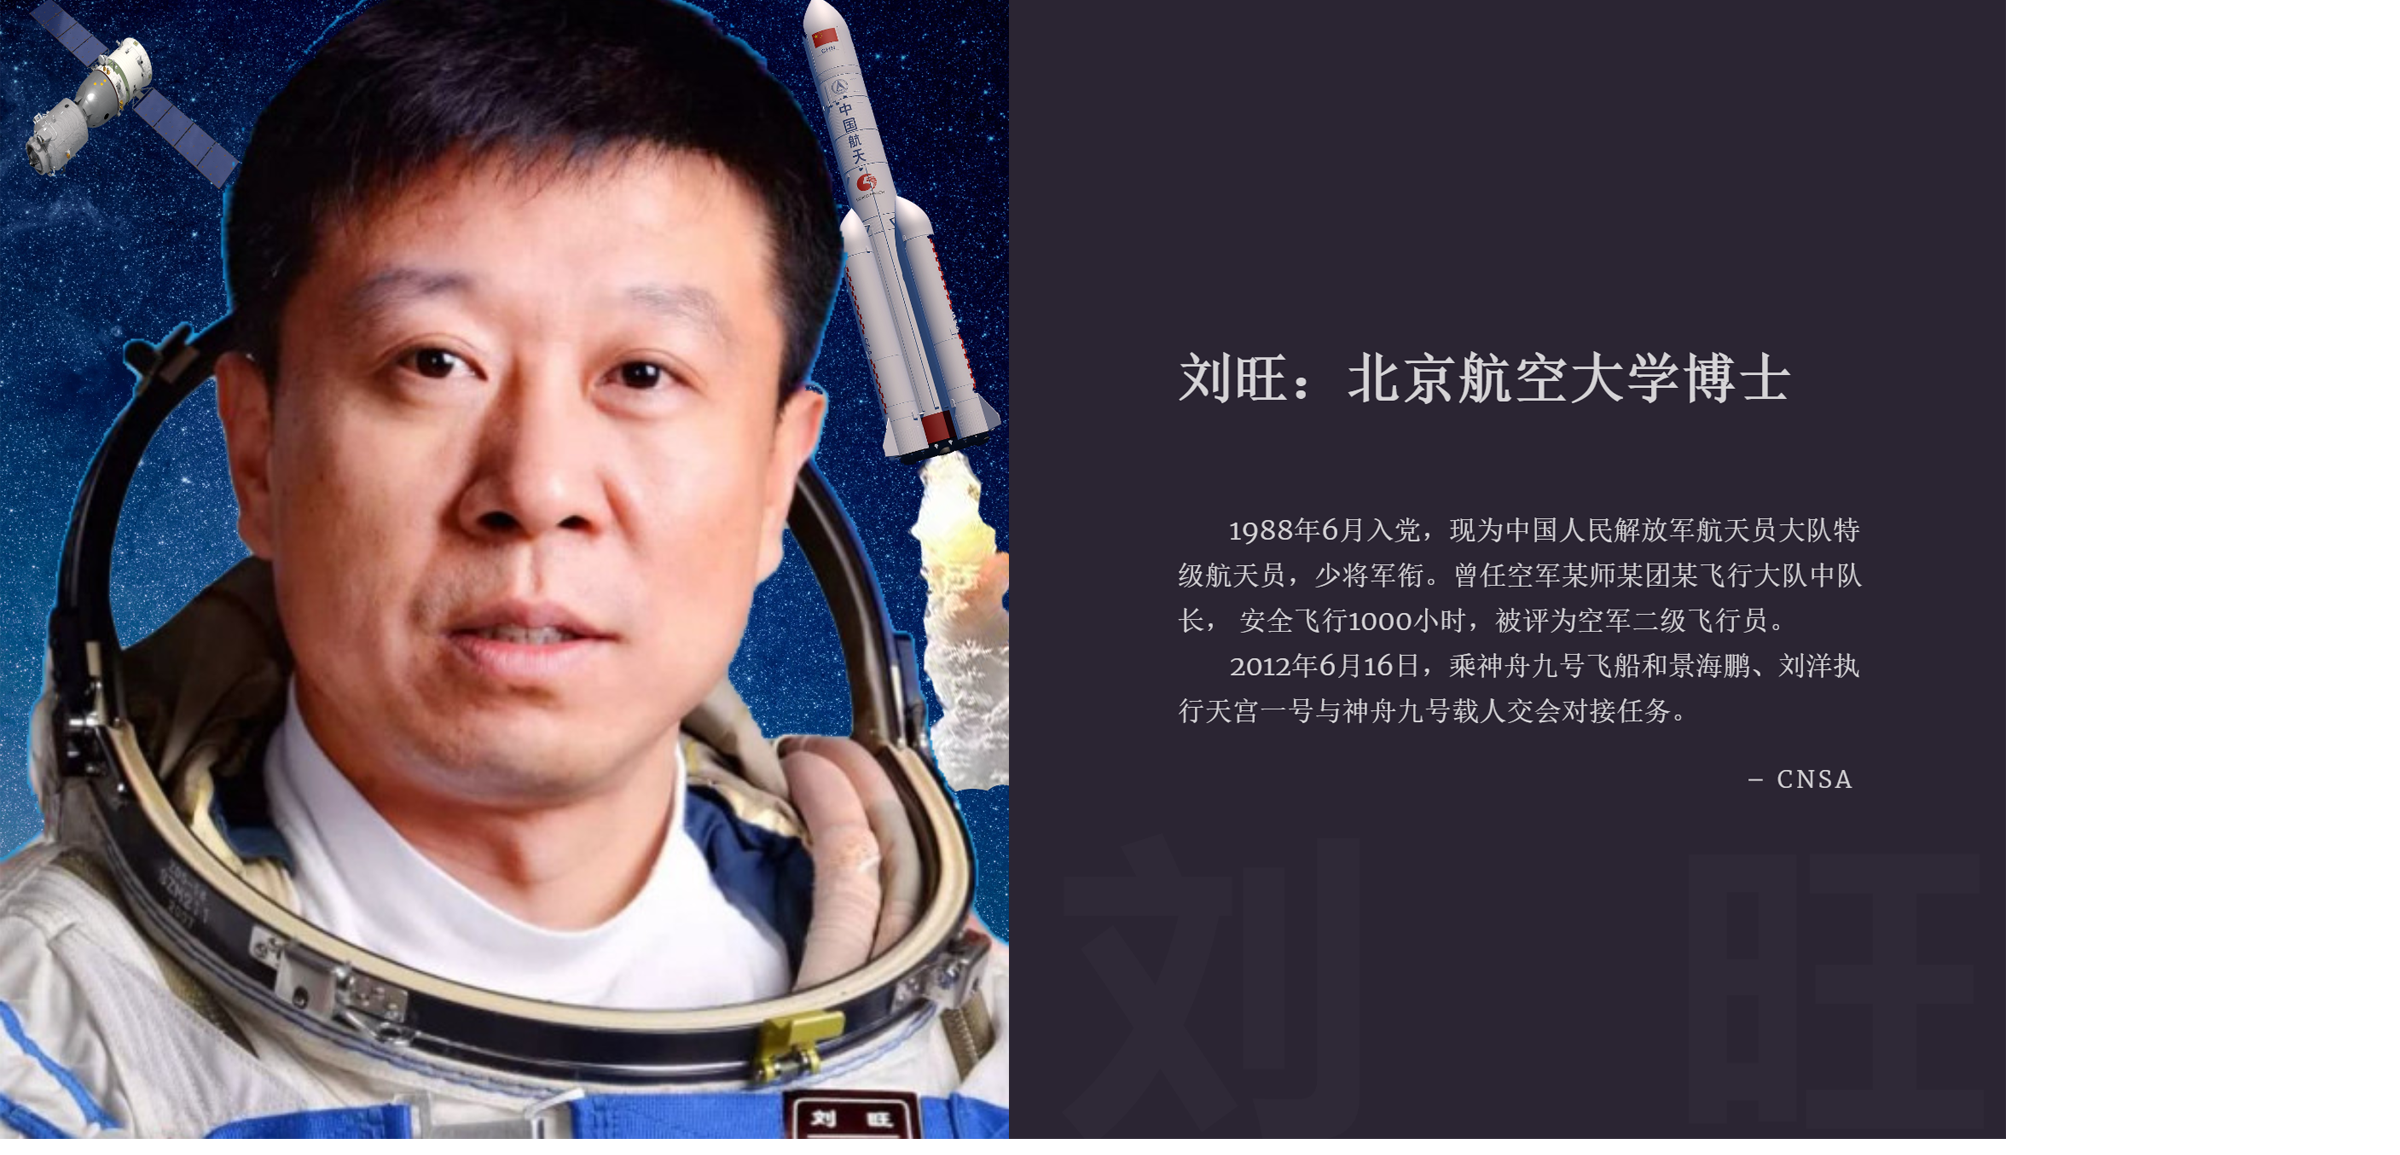 CHN
中国航天
刘旺：北京航空大学博士
1988年6月入党，现为中国人民解放军航天员大队特
级航天员，少将军衔。曾任空军某师某团某飞行大队中队
长， 安全飞行1000小时，被评为空军二级飞行员。
2012年6月16日，乘神舟九号飞船和景海鹏、刘洋执
行天宫一号与神舟九号载人交会对接任务。
– CNSA
刘 旺
刘 旺